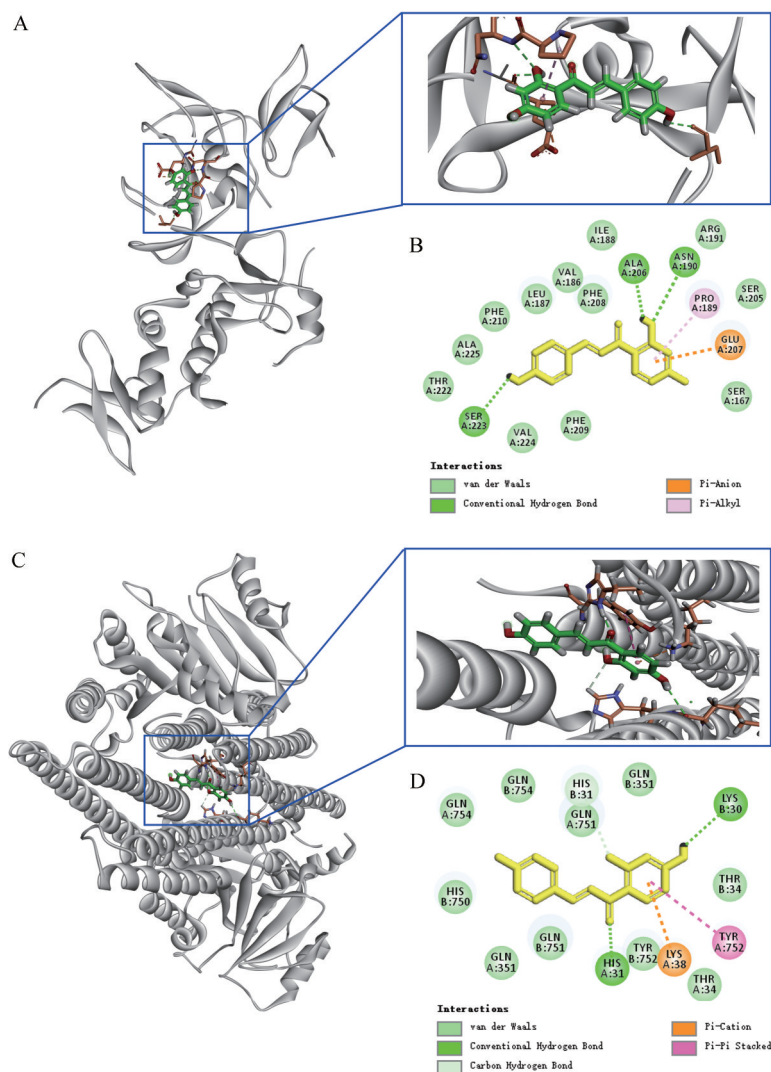 A
B
ILE
A:188
ARG
A:191
ALA
A:206
ASN
A:190
VAL
A:186
LEU
A:187
PHE
A:208
PRO
A:189
SER
A:205
PHE
A:210
GLU
A:207
ALA
A:225
THR
A:222
SER
A:167
SER
A:223
VAL
A:224
PHE
A:209
Interactions
van der Waals
Conventional Hydrogen Bond
Pi-Anion
Pi-Alkyl
C
D
GLN
A:754
GLN
B:754
HIS
B:31
GLN
A:751
GLN
B:351
LYS
B:30
HIS
B:750
THR
B:34
GLN
A:351
GLN
B:751
HIS
A:31
TYR
B:752
LYS
A:38
TYR
A:752
THR
A:34
Interactions
van der Waals
Conventional Hydrogen Bond
Carbon Hydrogen Bond
Pi-Cation
Pi-Pi Stacked